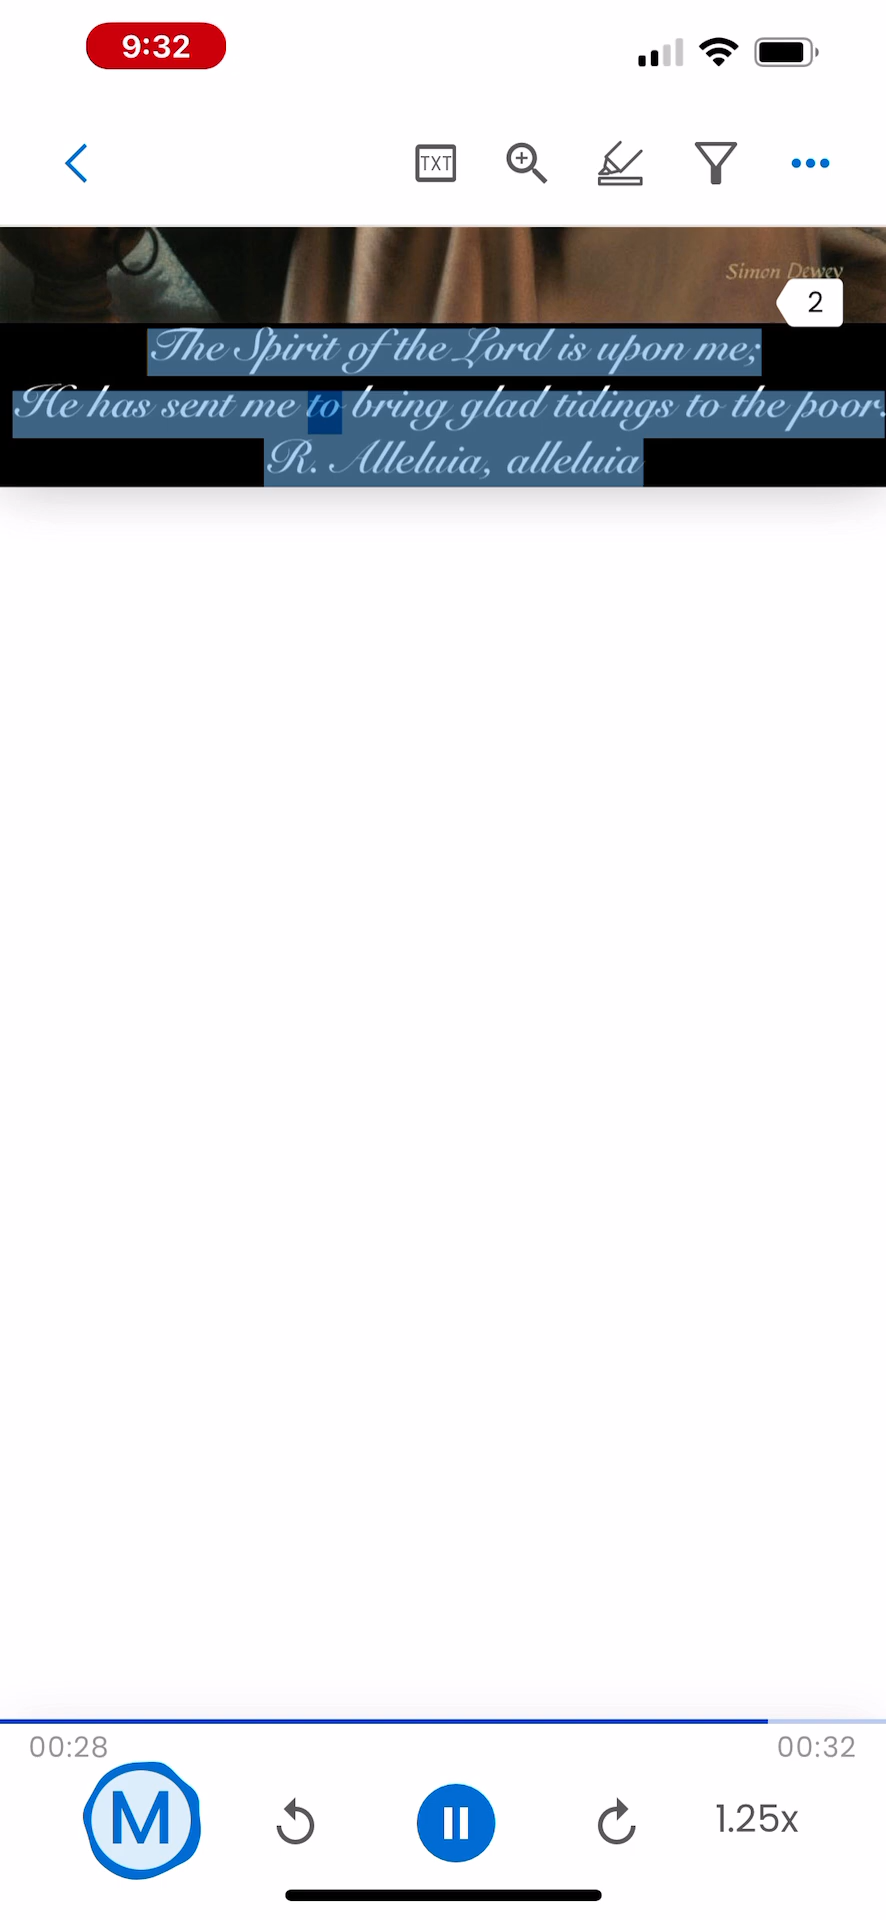 9:32
TXT
Simon Dewey
2
The Spirit of the Lord is upon me;
He has sent me to bring glad tidings to the poor.
R. Alleluia, alleluia
00:28
00:32
M
1.25x